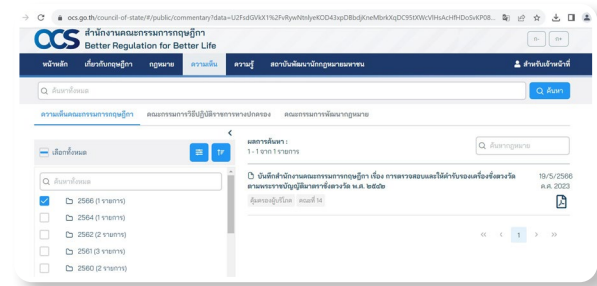 ocs.go.th/council-of-state/#/public/commentary?data=U2FsdGVkX1%2FvRywNtnlyeKOD43xpDBbdjKneMbrkXqDC95tXWcVlHsAcHfHDoSvKP08...
OCS สำนักงานคณะกรรมการกฤษฎีกา
Better Regulation for Better Life
ก- ก+
หน้าหลัก เกี่ยวกับกฤษฎีกา กฎหมาย ความเห็น ความรู้ สถาบันพัฒนานักกฎหมายมหาชน สำหรับเจ้าหน้าที่
ค้นหาทั้งหมด ค้นหา
ความเห็นคณะกรรมการกฤษฎีกา คณะกรรมการวิธีปฏิบัติราชการทางปกครอง คณะกรรมการพัฒนากฎหมาย
เลือกทั้งหมด
ผลการค้นหา :
1 - 1 จาก 1 รายการ
ค้นหากฎหมาย
ค้นหาทั้งหมด
2566 (1 รายการ)
2564 (1 รายการ)
2562 (2 รายการ)
2561 (3 รายการ)
2560 (2 รายการ)
บันทึกสำนักงานคณะกรรมการกฤษฎีกา เรื่อง การตรวจสอบและให้คำรับรองเครื่องชั่งตวงวัด 19/5/2566
ตามพระราชบัญญัติมาตราชั่งตวงวัด พ.ศ. ๒๕๔๒ ค.ศ. 2023
คุ้มครองผู้บริโภค คณะที่ 14
1